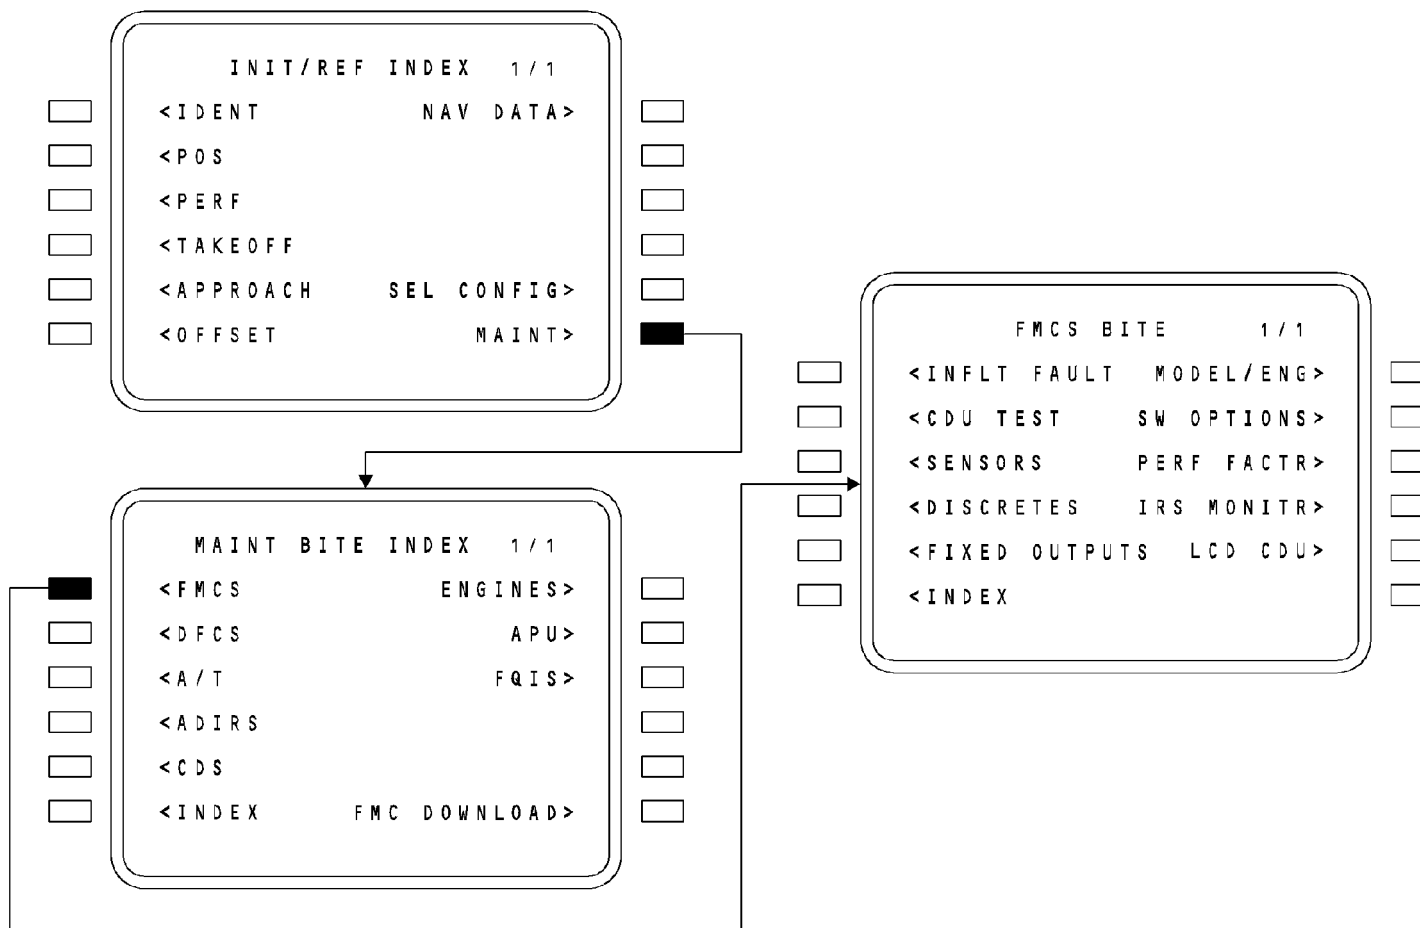 INIT/REF INDEX 1/1
<IDENT NAV DATA>
<POS
<PERF
<TAKEOFF
<APPROACH SEL CONFIG>
<OFFSET MAINT>
MAINT BITE INDEX 1/1
<FMCS ENGINES>
<DFCS APU>
<A/T FQIS>
<ADIRS
<CDS
<INDEX FMC DOWNLOAD>
FMCS BITE 1/1
<INFLT FAULT MODEL/ENG>
<CDU TEST SW OPTIONS>
<SENSORS PERF FACTR>
<DISCRETES IRS MONITR>
<FIXED OUTPUTS LCD CDU>
<INDEX